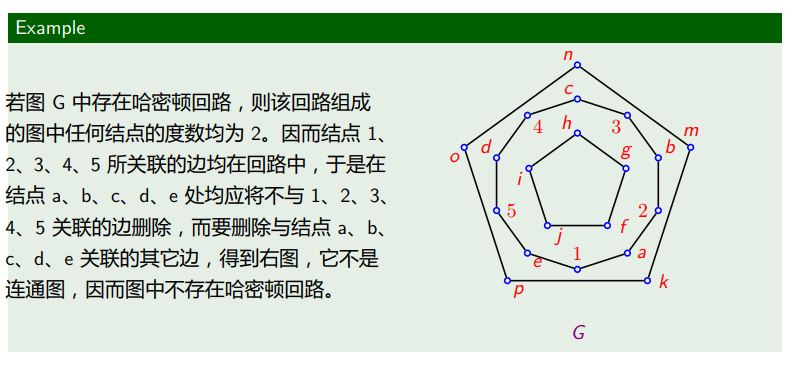 Example
若图 G 中存在哈密顿回路，则该回路组成
的图中任何结点的度数均为 2。因而结点 1、
2、3、4、5 所关联的边均在回路中，于是在
结点 a、b、c、d、e 处均应将不与 1、2、3、
4、5 关联的边删除，而要删除与结点 a、b、
c、d、e 关联的其它边，得到右图，它不是
连通图，因而图中不存在哈密顿回路。
n
c
4
h
3
m
o
d
g
b
i
5
2
j
f
e
1
a
p
k
G